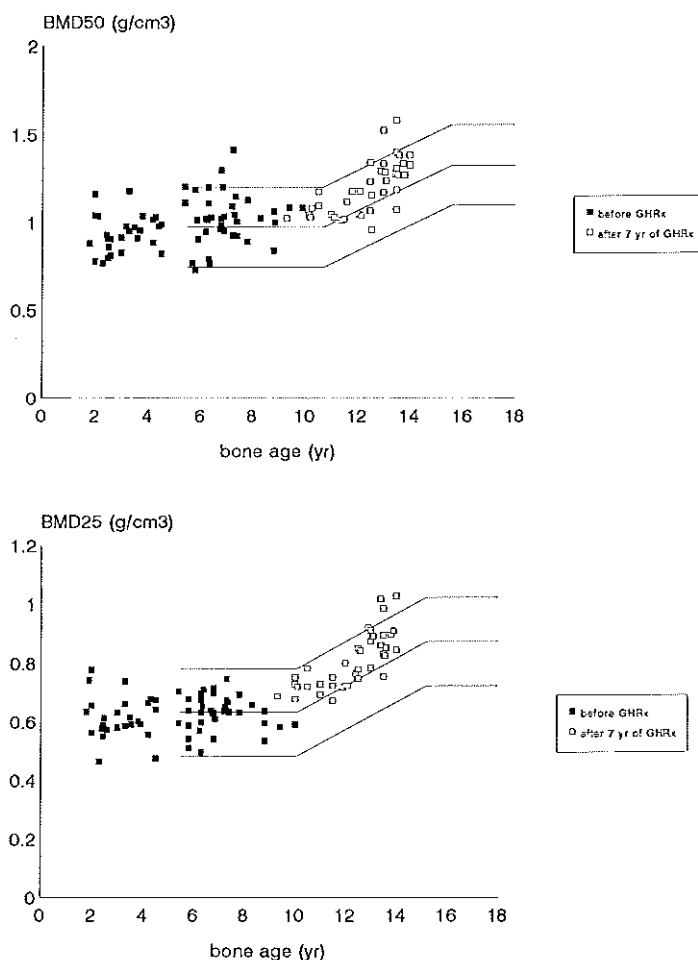 BMD50 (g/cm3)
2
1.5
1
0.5
0
0 2 4 6 8 10 12 14 16 18
bone age (yr)
before GHRx
after 7 yr of GHRx
BMD25 (g/cm3)
1.2
1
0.8
0.6
0.4
0.2
0
0 2 4 6 8 10 12 14 16 18
bone age (yr)
before GHRx
after 7 yr of GHRx